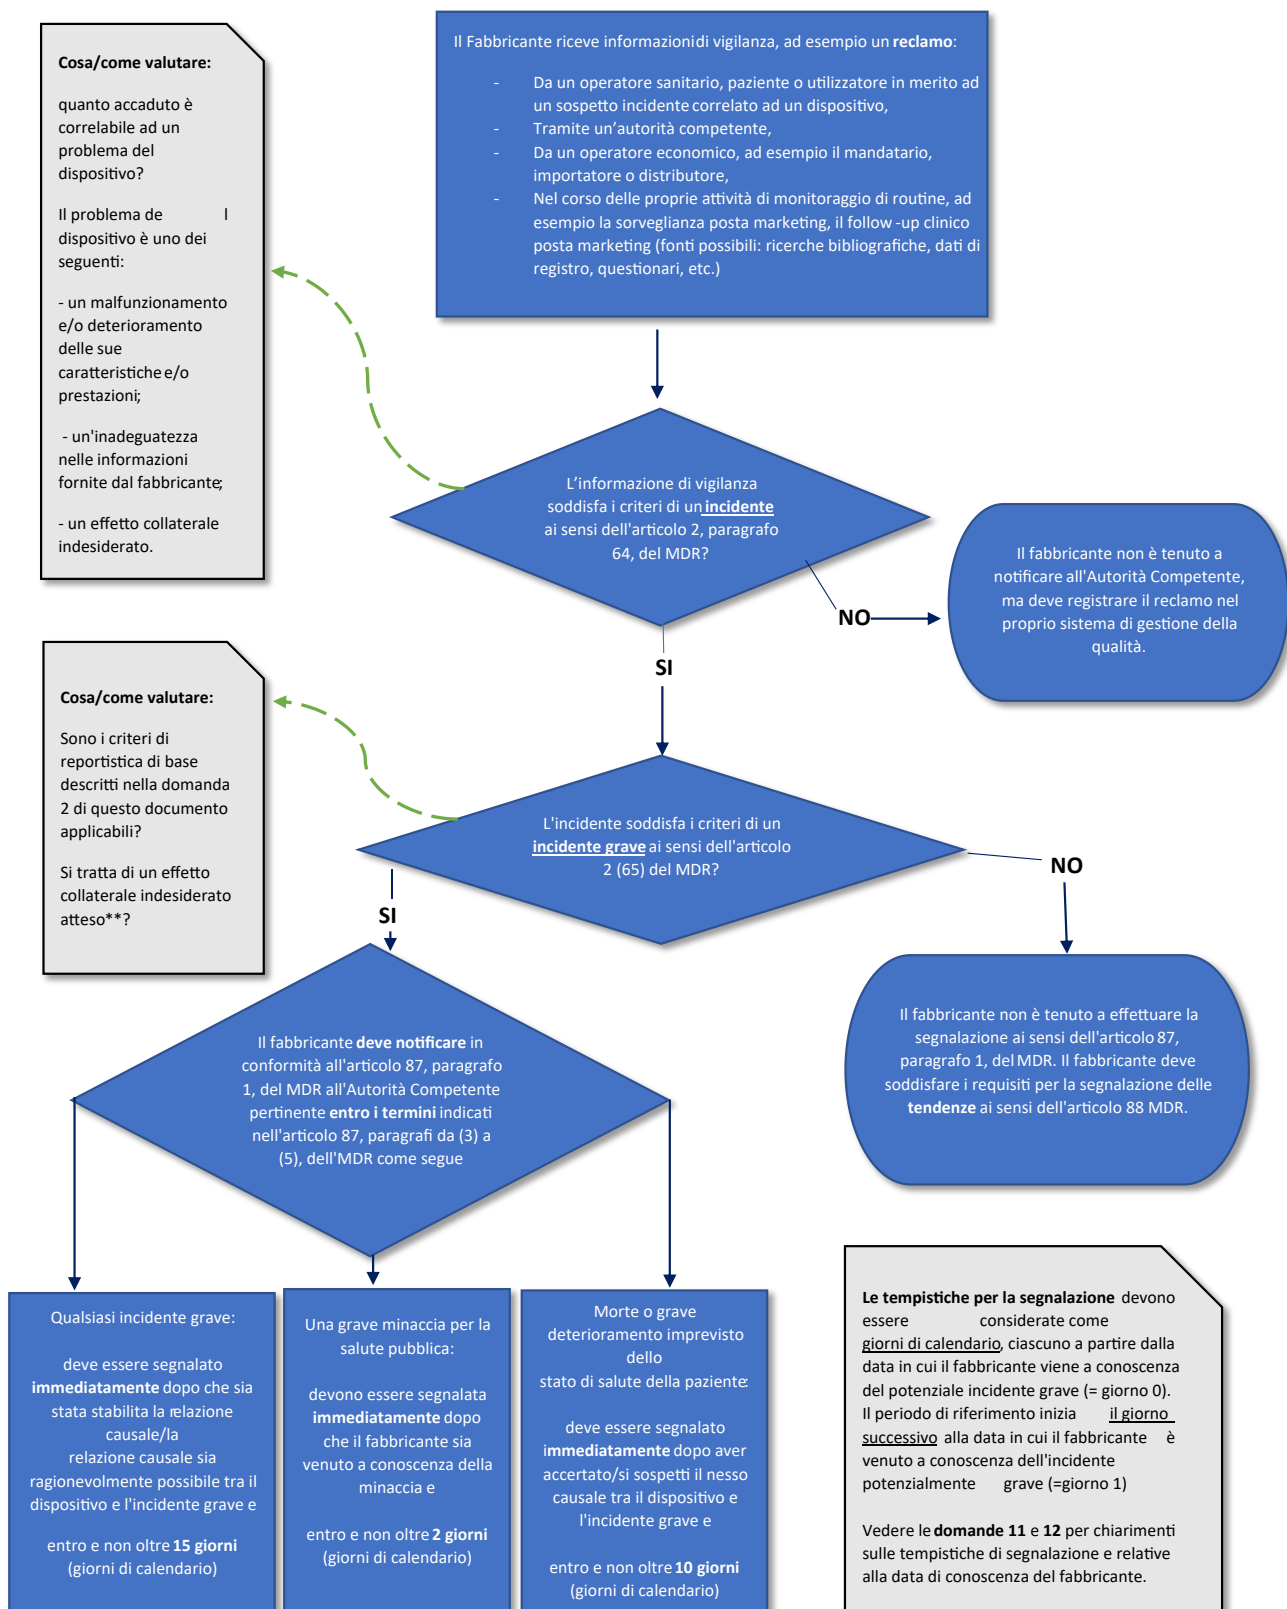 Cosa/come valutare:
quanto accaduto è
correlabile ad un
problema del
dispositivo?
Il problema de l
dispositivo è uno dei
seguenti:
- un malfunzionamento
e/o deterioramento
delle sue
caratteristiche e/o
prestazioni;
- un'inadeguatezza
nelle informazioni
fornite dal fabbricante;
- un effetto collaterale
indesiderato.
Il Fabbricante riceve informazioni di vigilanza, ad esempio un reclamo:
- Da un operatore sanitario, paziente o utilizzatore in merito ad
un sospetto incidente correlato ad un dispositivo,
- Tramite un’autorità competente,
- Da un operatore economico, ad esempio il mandatario,
importatore o distributore,
- Nel corso delle proprie attività di monitoraggio di routine, ad
esempio la sorveglianza posta marketing, il follow -up clinico
posta marketing (fonti possibili: ricerche bibliografiche, dati di
registro, questionari, etc.)
L’informazione di vigilanza
soddisfa i criteri di un incidente
ai sensi dell'articolo 2, paragrafo
64, del MDR?
NO
Il fabbricante non è tenuto a
notificare all'Autorità Competente,
ma deve registrare il reclamo nel
proprio sistema di gestione della
qualità.
SI
Cosa/come valutare:
Sono i criteri di
reportistica di base
descritti nella domanda
2 di questo documento
applicabili?
Si tratta di un effetto
collaterale indesiderato
atteso**?
L'incidente soddisfa i criteri di un
incidente grave ai sensi dell'articolo
2 (65) del MDR?
NO
SI
Il fabbricante non è tenuto a effettuare la
segnalazione ai sensi dell'articolo 87,
paragrafo 1, del MDR. Il fabbricante deve
soddisfare i requisiti per la segnalazione delle
tendenze ai sensi dell'articolo 88 MDR.
Il fabbricante deve notificare in
conformità all'articolo 87, paragrafo
1, del MDR all'Autorità Competente
pertinente entro i termini indicati
nell'articolo 87, paragrafi da (3) a
(5), dell'MDR come segue
Qualsiasi incidente grave:
deve essere segnalato
immediatamente dopo che sia
stata stabilita la relazione
causale/la
relazione causale sia
ragionevolmente possibile tra il
dispositivo e l'incidente grave e
entro e non oltre 15 giorni
(giorni di calendario)
Una grave minaccia per la
salute pubblica:
devono essere segnalata
immediatamente dopo
che il fabbricante sia
venuto a conoscenza della
minaccia e
entro e non oltre 2 giorni
(giorni di calendario)
Morte o grave
deterioramento imprevisto
dello
stato di salute della paziente:
deve essere segnalato
immediatamente dopo aver
accertato/si sospetti il nesso
causale tra il dispositivo e
l'incidente grave e
entro e non oltre 10 giorni
(giorni di calendario)
Le tempistiche per la segnalazione devono
essere considerate come
giorni di calendario, ciascuno a partire dalla
data in cui il fabbricante viene a conoscenza
del potenziale incidente grave (= giorno 0).
Il periodo di riferimento inizia il giorno
successivo alla data in cui il fabbricante è
venuto a conoscenza dell'incidente
potenzialmente grave (=giorno 1)
Vedere le domande 11 e 12 per chiarimenti
sulle tempistiche di segnalazione e relative
alla data di conoscenza del fabbricante.